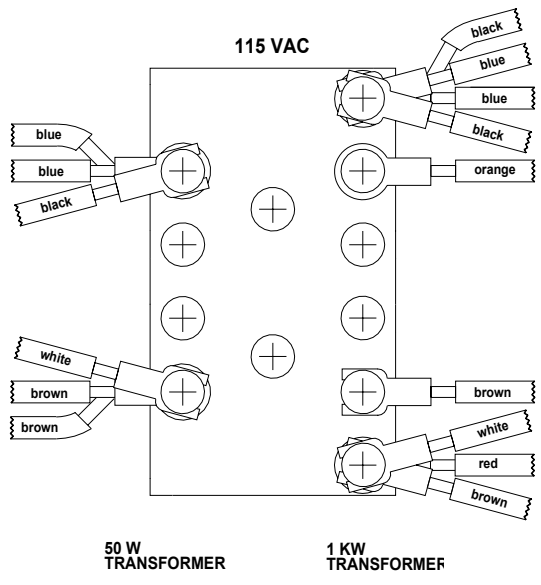 115 VAC
black
blue
blue
black
orange
blue
blue
black
white
brown
brown
brown
white
red
brown
50 W
TRANSFORMER
1 KW
TRANSFORMER